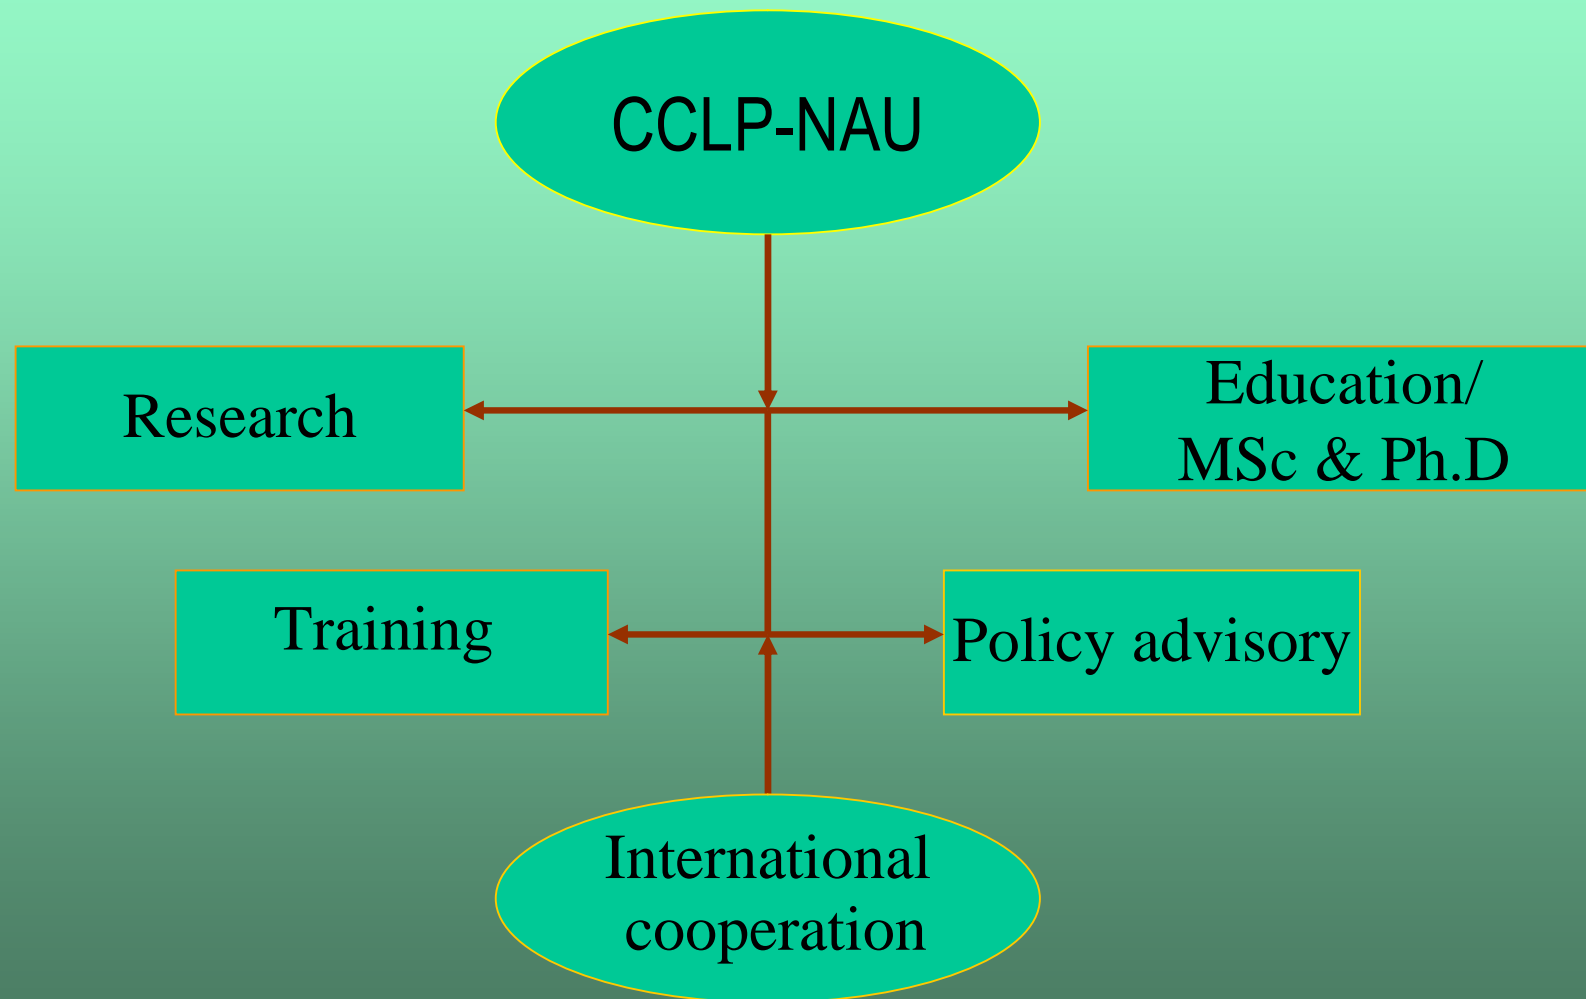 CCLP-NAU
Research
Education/
MSc & Ph.D
Training
Policy advisory
International
cooperation